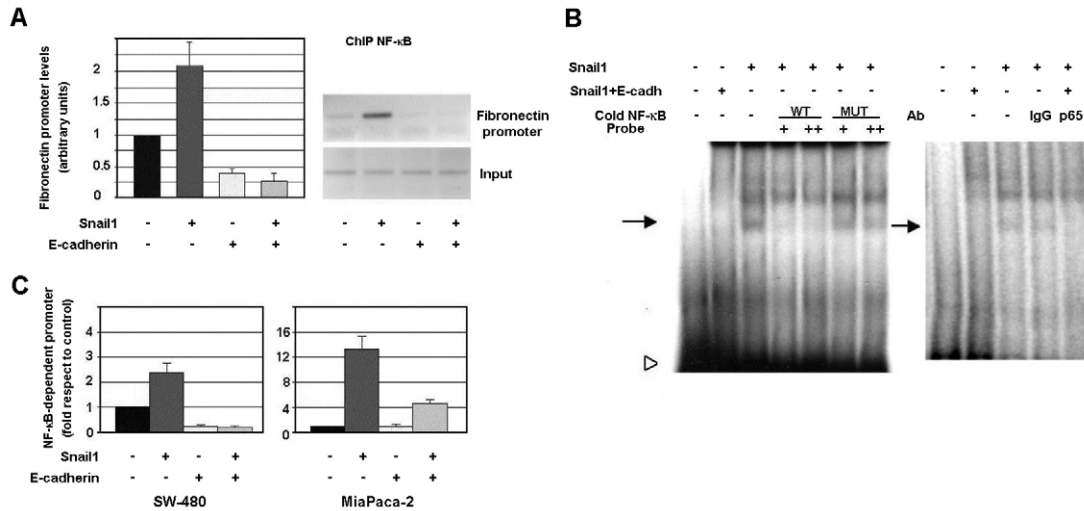 A
ChIP NF-κB
Fibronectin promoter levels
(arbitrary units)
2
1.5
1
0.5
0
Fibronectin
promoter
Input
Snail1 - + - + - + - +
E-cadherin - - + + - - + +
B
Snail1 - - + + + + + - - + + +
Snail1+E-cadh - + - - - - - - + - - -
Cold NF-κB
Probe
- - - WT MUT
+ ++ + ++
Ab - - - IgG p65
C
NF-κB-dependent promoter
(fold respect to control)
4
3
2
1
0
16
12
8
4
0
Snail1 - + - + - + - +
E-cadherin - - + + - - + +
SW-480
MiaPaca-2